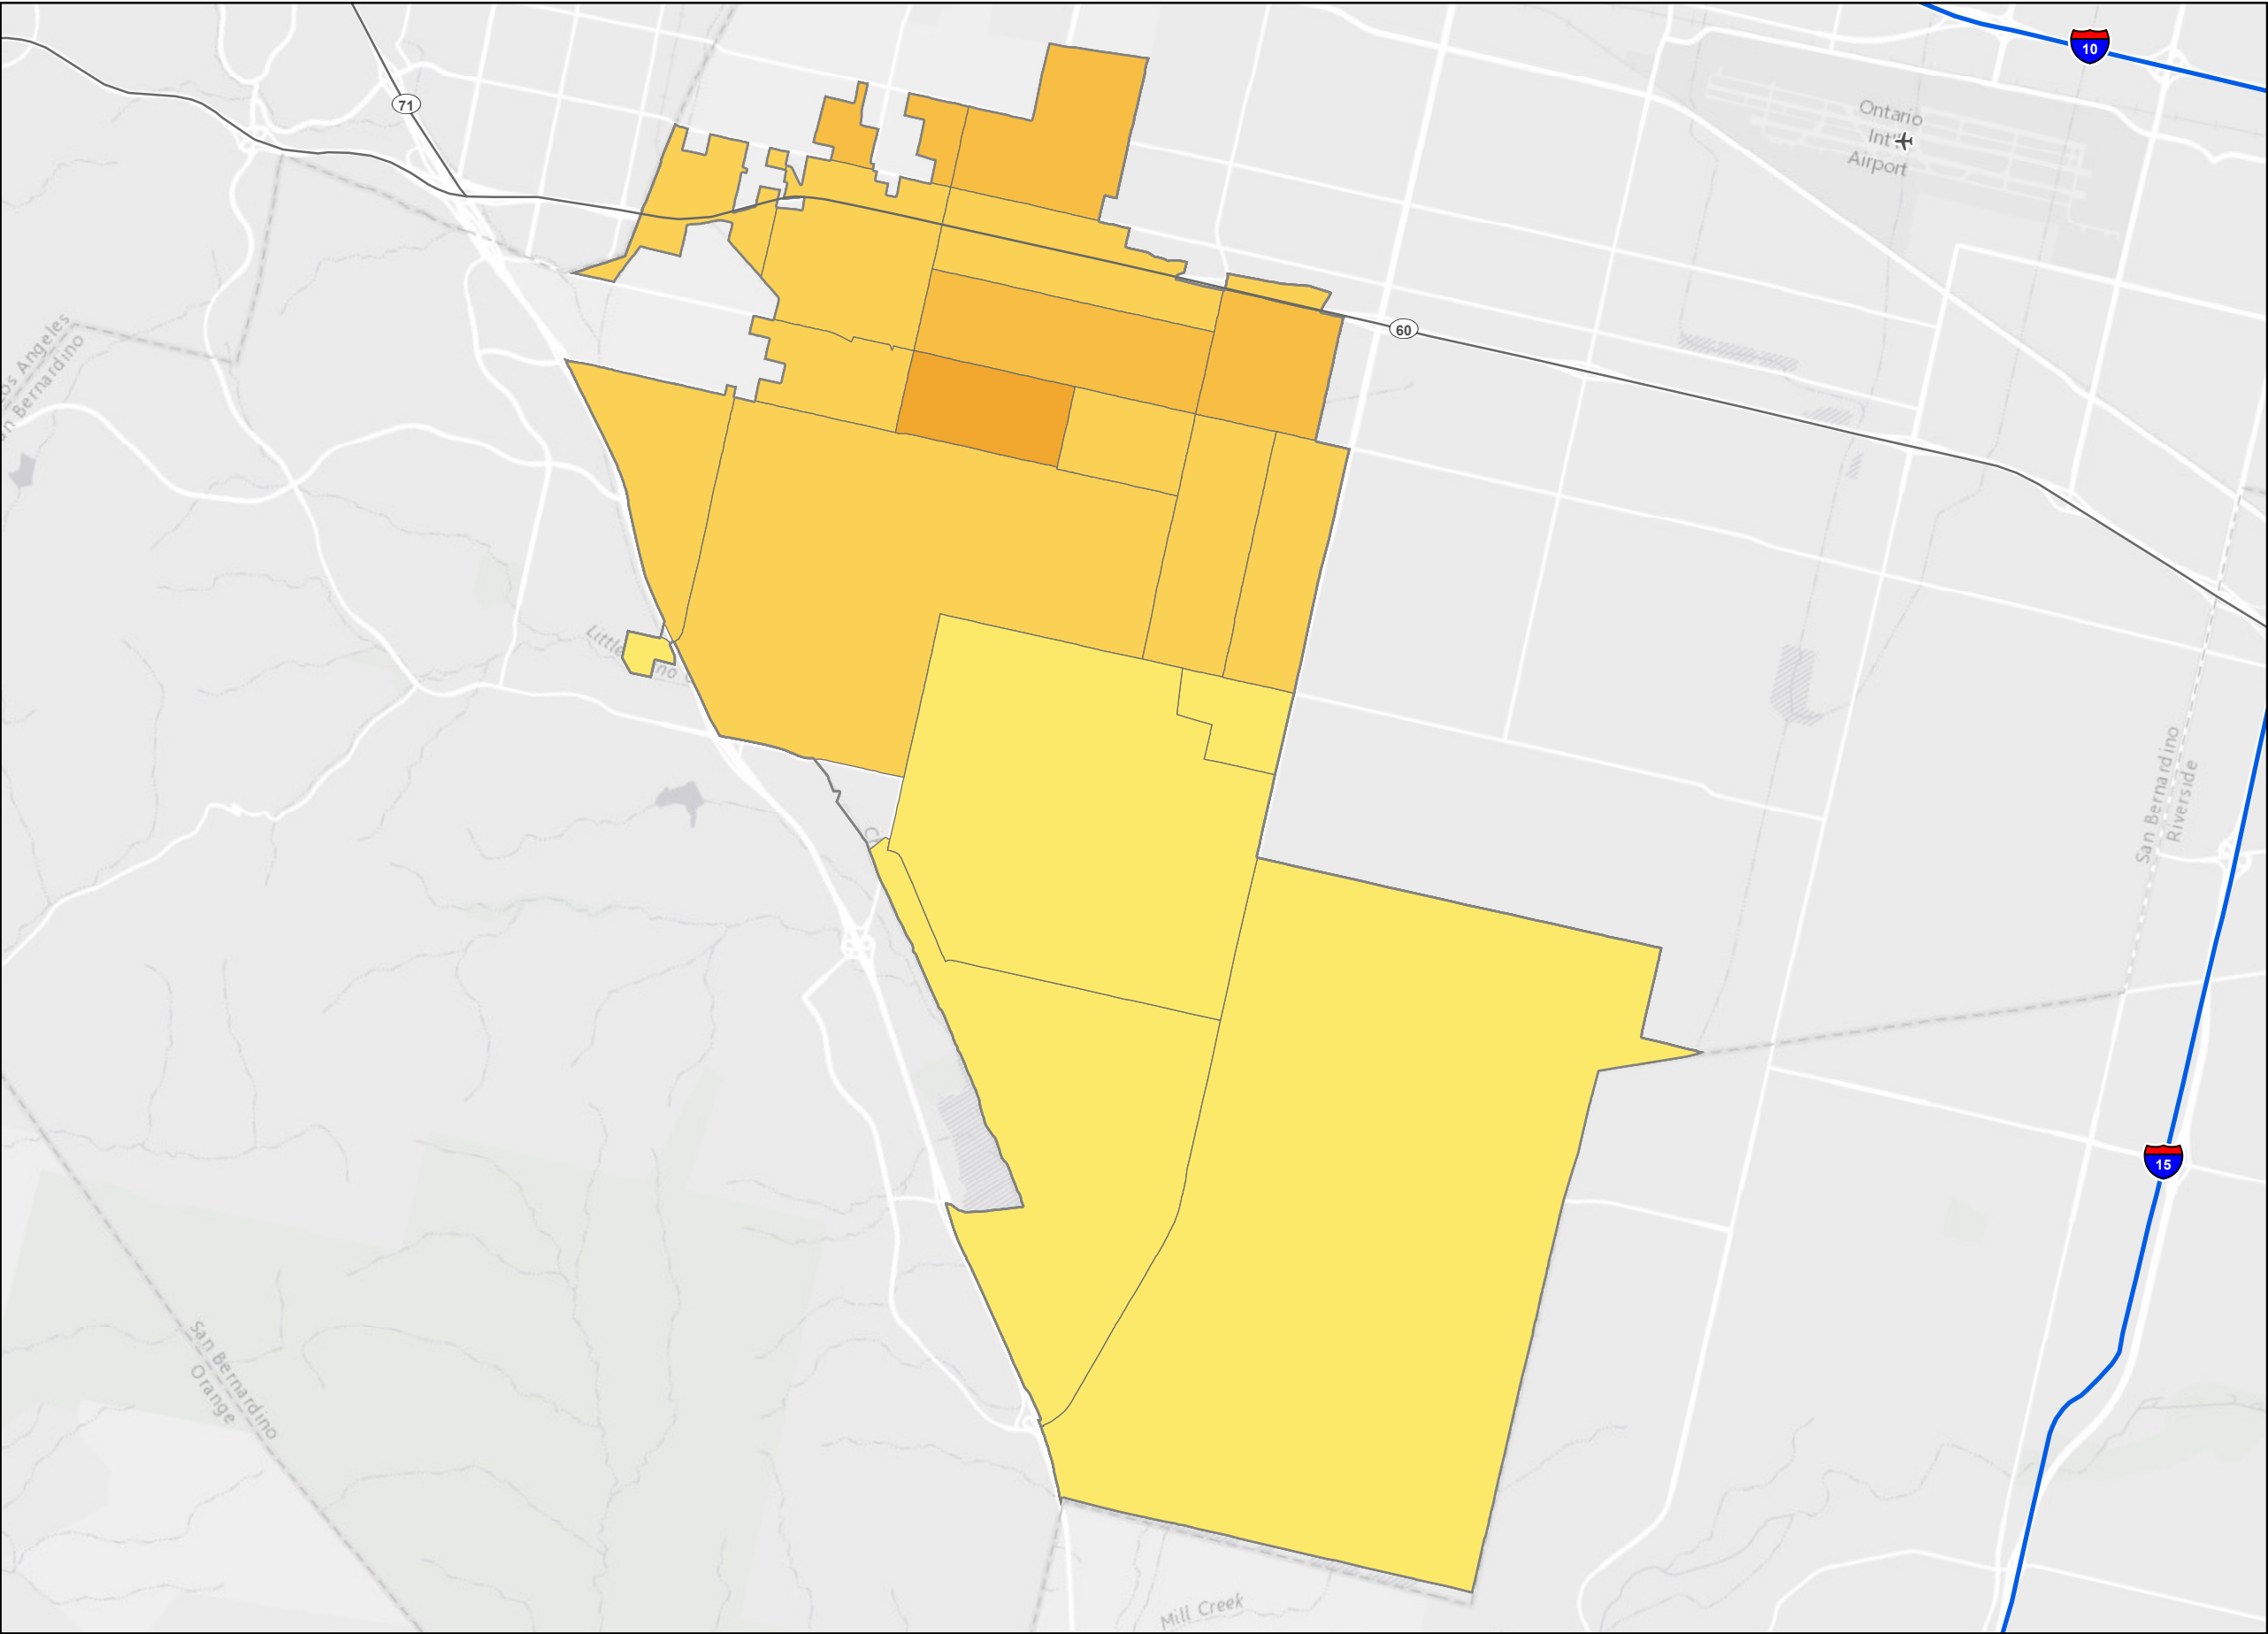 10
71
Ontario
Int'l
Airport
60
Los Angeles
San Bernardino
Little
no
C
San Bernardino
Riverside
15
San Bernardino
Orange
Mill Creek